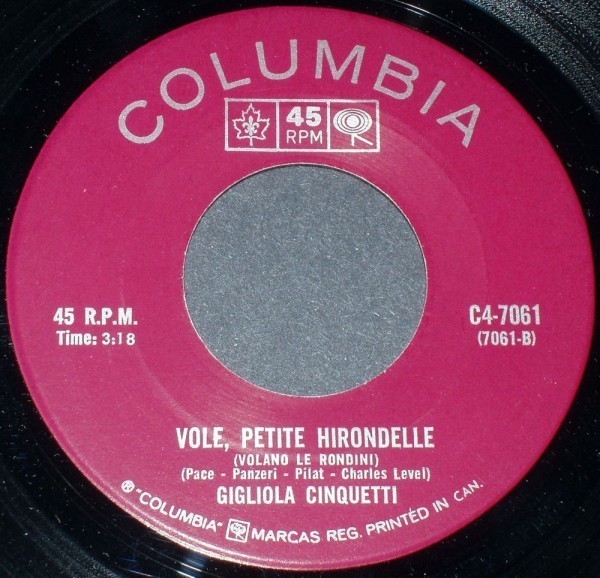 COLUMBIA
45
RPM
45 R.P.M.
Time: 3:18
C4-7061
(7061-B)
VOLE, PETITE HIRONDELLE
(VOLANO LE RONDINI)
(Pace - Panzeri - Pilat - Charles Level)
GIGLIOLA CINQUETTI
® "COLUMBIA" MARCAS REG. PRINTÉD IN CAN.